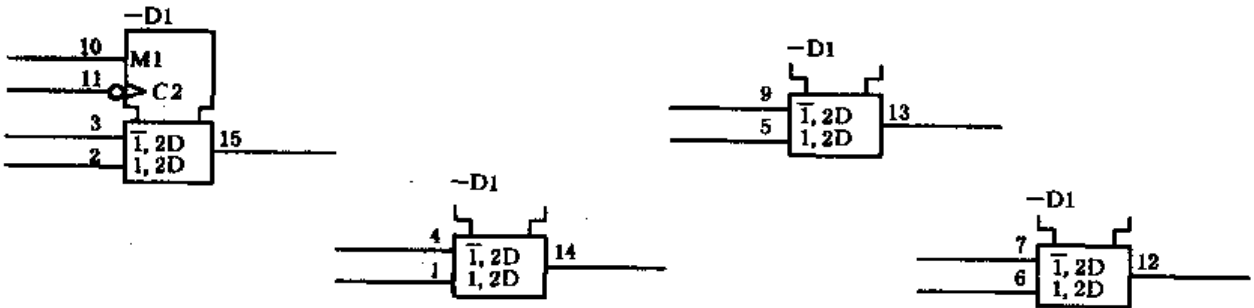 −D1
10 M1
11 C2
3 1̅, 2D 15
2 1, 2D
−D1
4 1̅, 2D 14
1 1, 2D
−D1
9 1̅, 2D 13
5 1, 2D
−D1
7 1̅, 2D 12
6 1, 2D